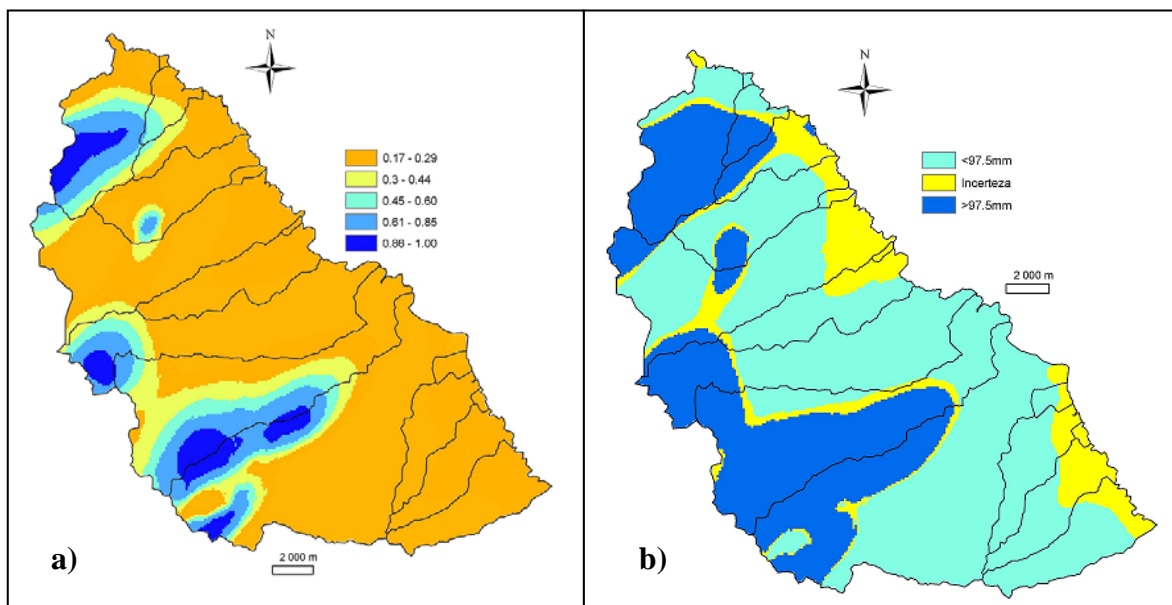 N
0.17 - 0.29
0.3 - 0.44
0.45 - 0.60
0.61 - 0.85
0.86 - 1.00
2 000 m
a)
N
<97.5mm
Incerteza
>97.5mm
2 000 m
b)